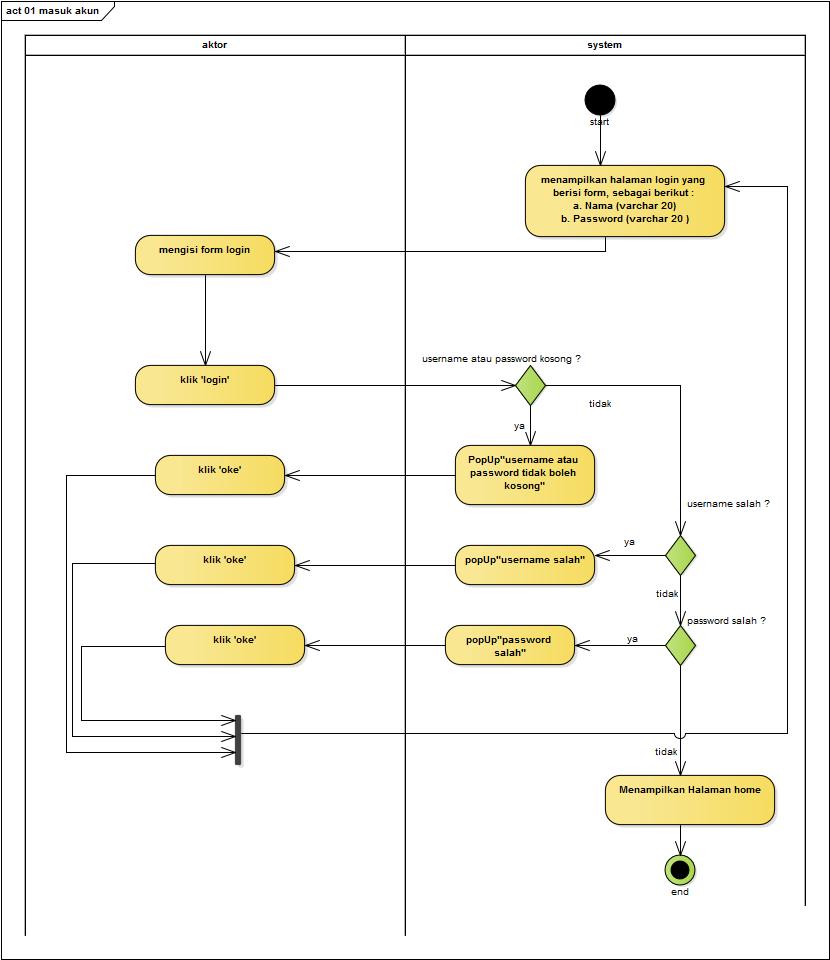 act 01 masuk akun
aktor
system
start
menampilkan halaman login yang
berisi form, sebagai berikut :
a. Nama (varchar 20)
b. Password (varchar 20 )
mengisi form login
username atau password kosong ?
klik 'login'
tidak
ya
klik 'oke'
PopUp"username atau
password tidak boleh
kosong"
username salah ?
klik 'oke'
popUp"username salah"
ya
tidak
password salah ?
klik 'oke'
popUp"password
salah"
ya
tidak
Menampilkan Halaman home
end